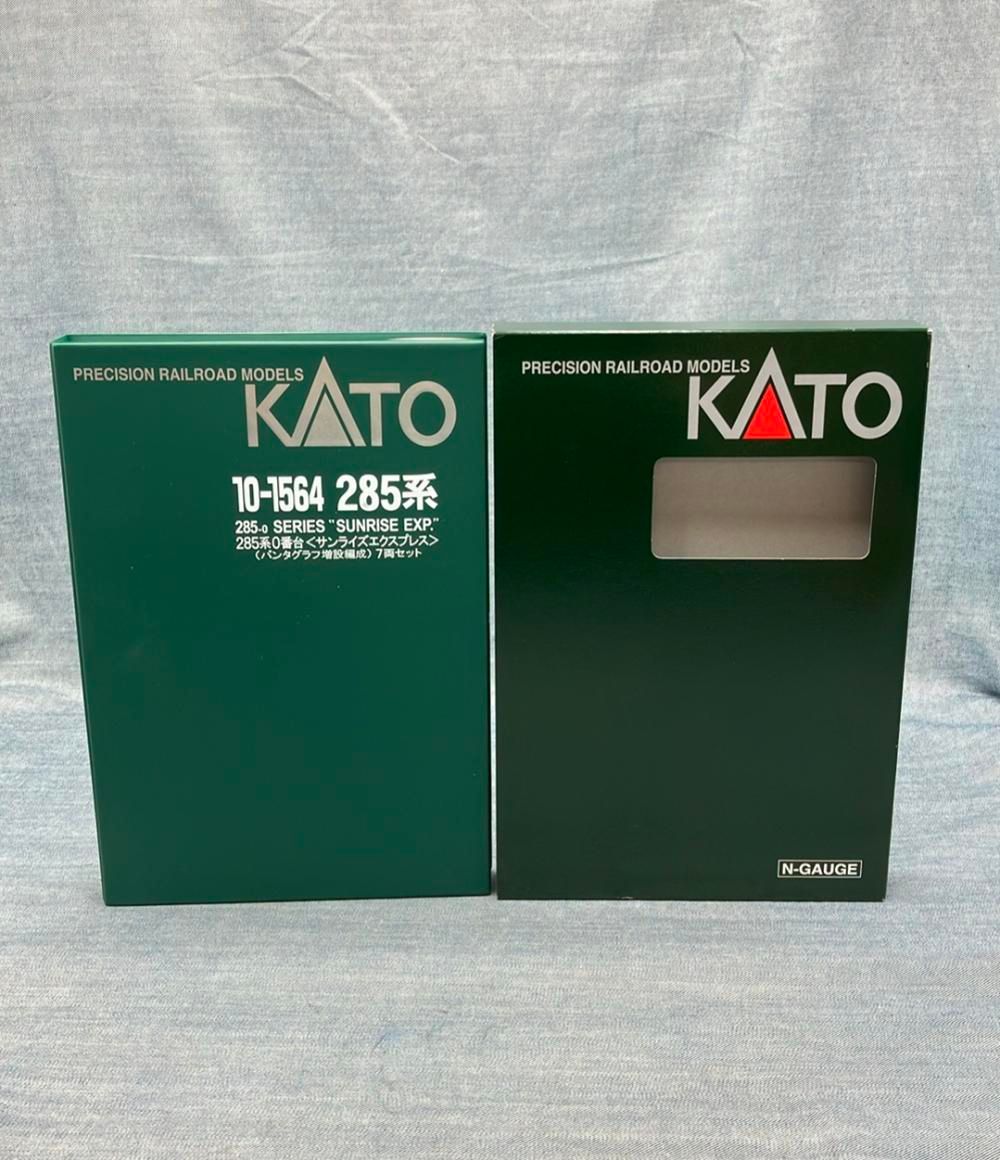 PRECISION RAILROAD MODELS
KATO
10-1564 285系
285-0 SERIES "SUNRISE EXP."
285系0番台<サンライズエクスプレス>
(パンタグラフ増設編成) 7両セット
PRECISION RAILROAD MODELS
KATO
N-GAUGE